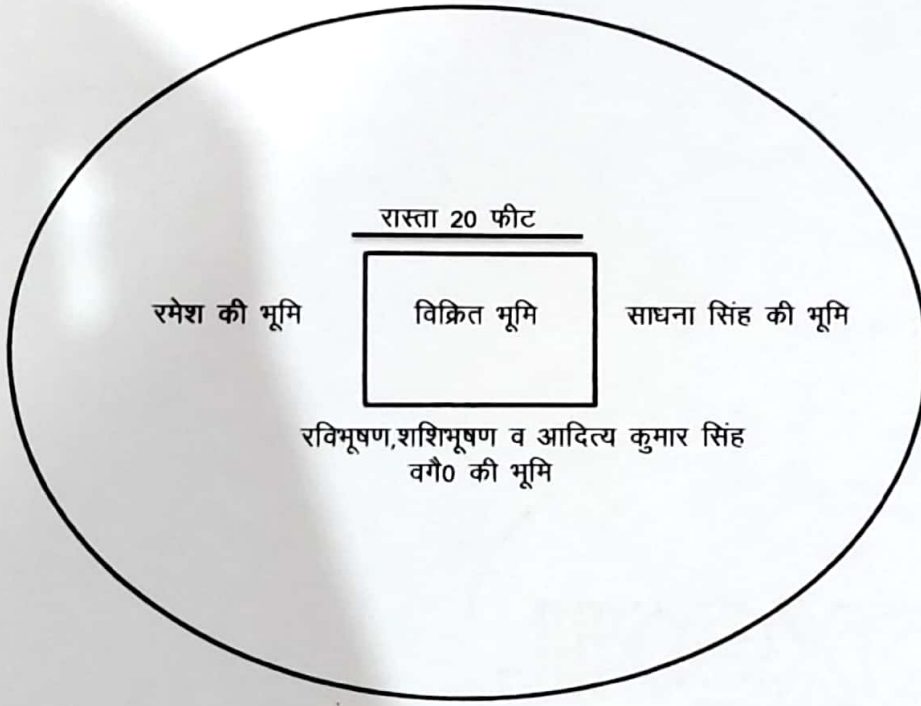 रास्ता 20 फीट
रमेश की भूमि
विक्रित भूमि
साधना सिंह की भूमि
रविभूषण,शशिभूषण व आदित्य कुमार सिंह
वगै0 की भूमि